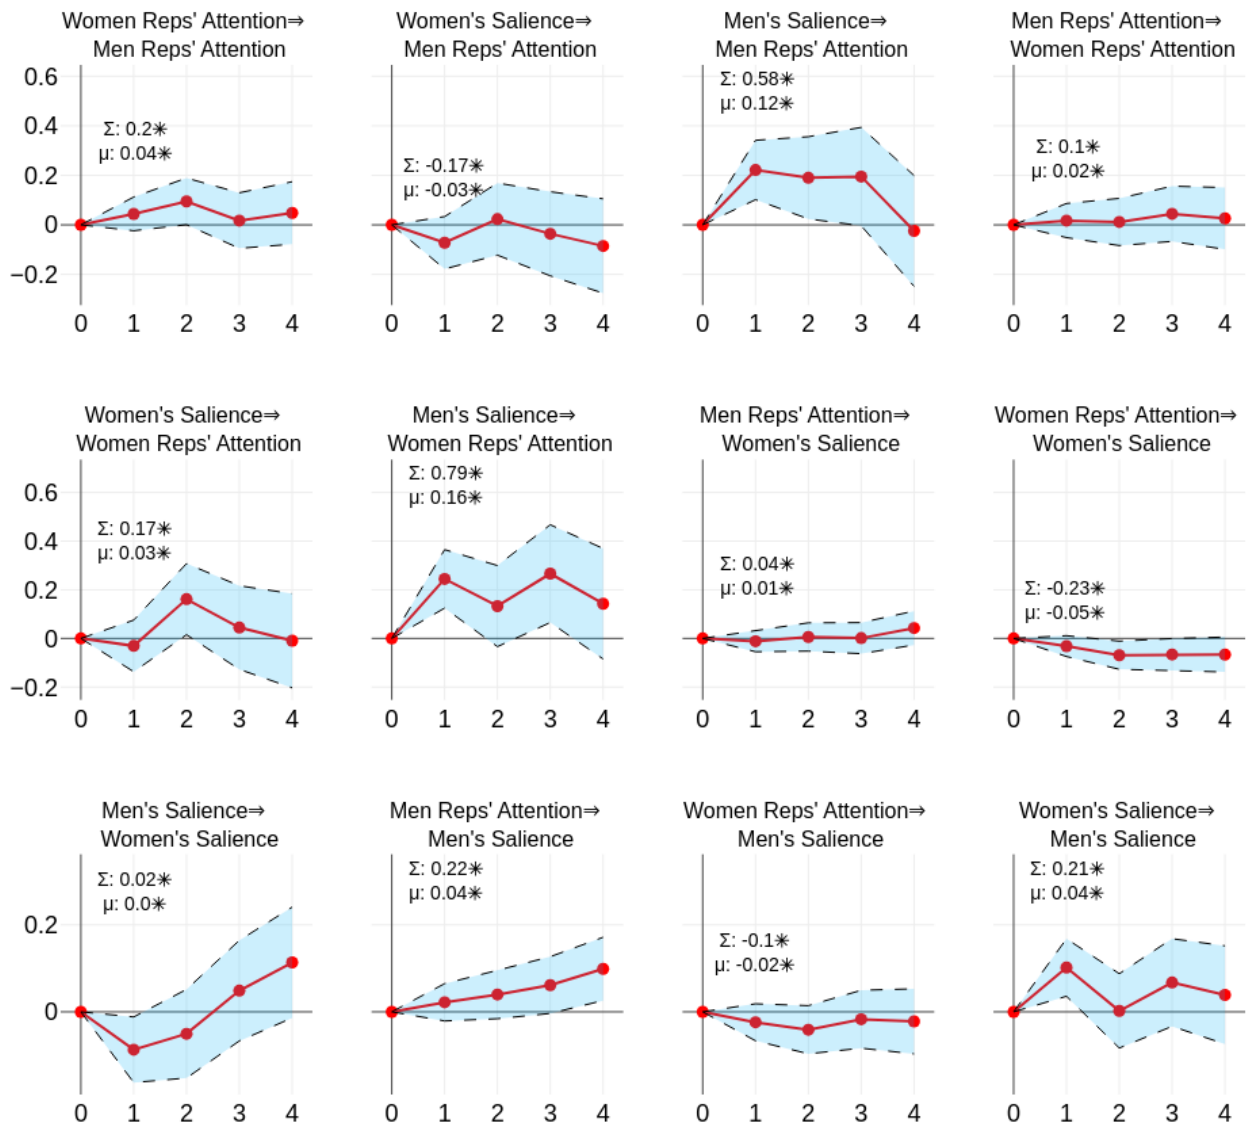 Women Reps' Attention⇒
Men Reps' Attention
Women's Salience⇒
Men Reps' Attention
Men's Salience⇒
Men Reps' Attention
Men Reps' Attention⇒
Women Reps' Attention
0.6
0.4
0.2
0
−0.2
Σ: 0.2✳
μ: 0.04✳
Σ: -0.17✳
μ: -0.03✳
Σ: 0.58✳
μ: 0.12✳
Σ: 0.1✳
μ: 0.02✳
0 1 2 3 4
0 1 2 3 4
0 1 2 3 4
0 1 2 3 4
Women's Salience⇒
Women Reps' Attention
Men's Salience⇒
Women Reps' Attention
Men Reps' Attention⇒
Women's Salience
Women Reps' Attention⇒
Women's Salience
0.6
0.4
0.2
0
−0.2
Σ: 0.17✳
μ: 0.03✳
Σ: 0.79✳
μ: 0.16✳
Σ: 0.04✳
μ: 0.01✳
Σ: -0.23✳
μ: -0.05✳
0 1 2 3 4
0 1 2 3 4
0 1 2 3 4
0 1 2 3 4
Men's Salience⇒
Women's Salience
Men Reps' Attention⇒
Men's Salience
Women Reps' Attention⇒
Men's Salience
Women's Salience⇒
Men's Salience
0.2
0
Σ: 0.02✳
μ: 0.0✳
Σ: 0.22✳
μ: 0.04✳
Σ: -0.1✳
μ: -0.02✳
Σ: 0.21✳
μ: 0.04✳
0 1 2 3 4
0 1 2 3 4
0 1 2 3 4
0 1 2 3 4